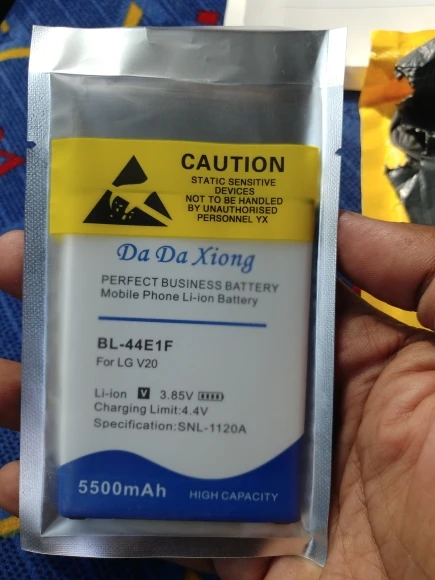 CAUTION
STATIC SENSITIVE
DEVICES
NOT TO BE HANDLED
BY UNAUTHORISED
PERSONNEL YX
Da Da Xiong
PERFECT BUSINESS BATTERY
Mobile Phone Li-ion Battery
BL-44E1F
For LG V20
Li-ion V 3.85V
Charging Limit:4.4V
Specification:SNL-1120A
5500mAh HIGH CAPACITY